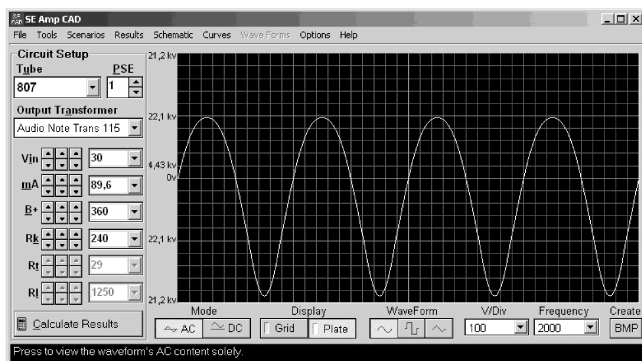 SE Amp CAD
File Tools Scenarios Results Schematic Curves Wave Forms Options Help
Circuit Setup
Tube PSE
807 1
Output Transformer
Audio Note Trans 115
Vin 30
mA 89,6
B+ 360
Rk 240
Rt 29
Rl 1250
Calculate Results
21,2 kv
22,1 kv
4,43 kv
0v
22,1 kv
21,2 kv
Mode Display WaveForm V/Div Frequency Create
AC DC Grid Plate 100 2000 BMP
Press to view the waveform's AC content solely.